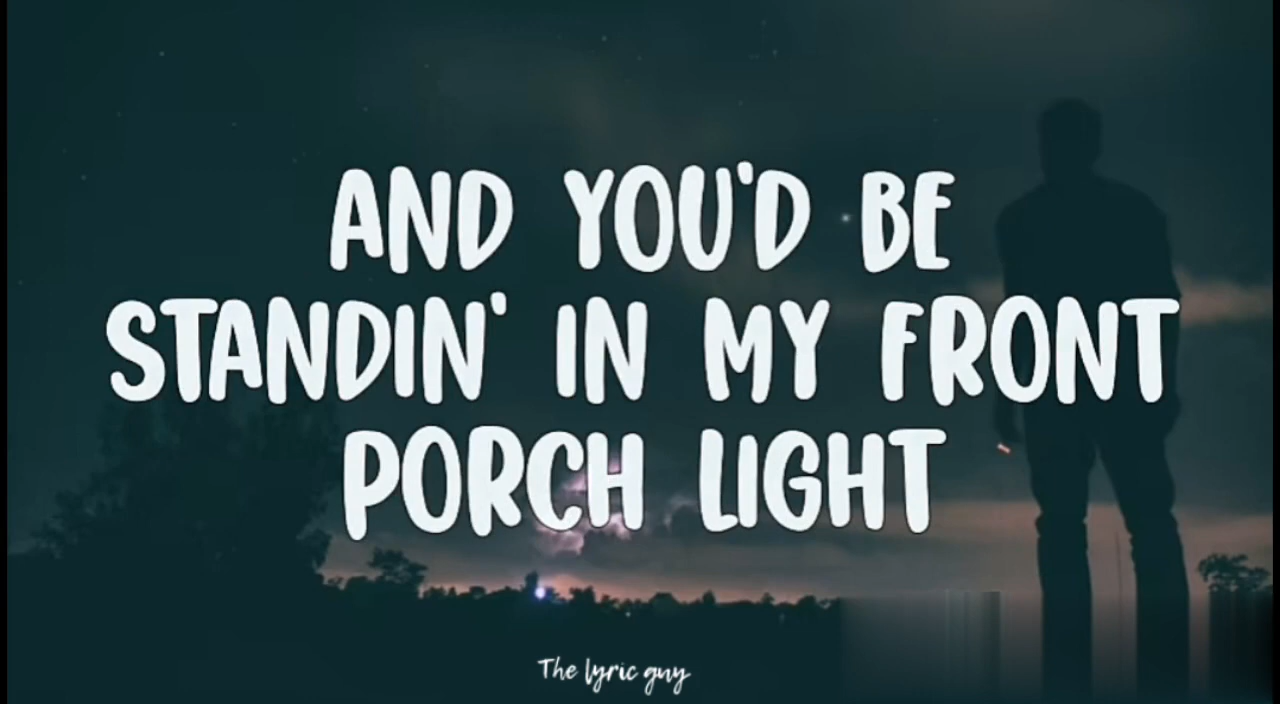 AND YOU'D BE
STANDIN' IN MY FRONT
PORCH LIGHT
The lyric guy